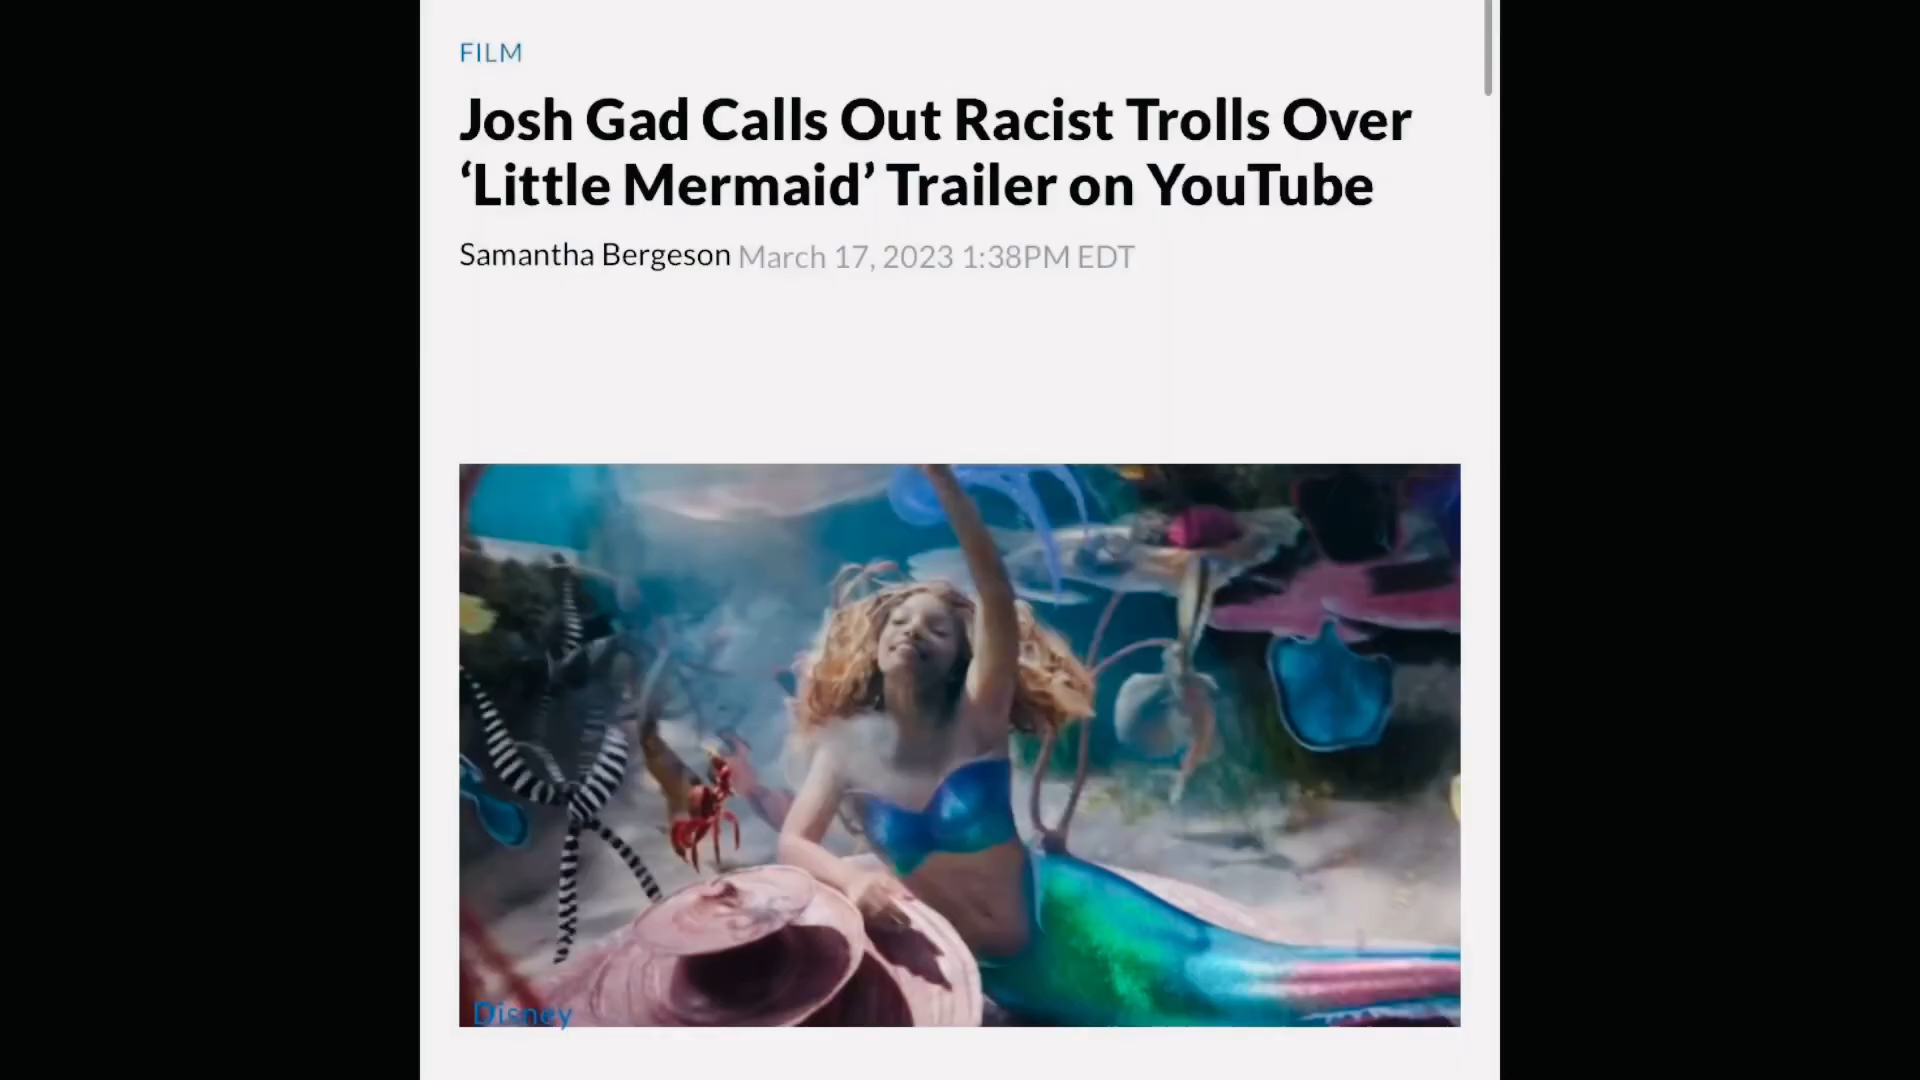 FILM
Josh Gad Calls Out Racist Trolls Over
‘Little Mermaid’ Trailer on YouTube
Samantha Bergeson March 17, 2023 1:38PM EDT
Disney